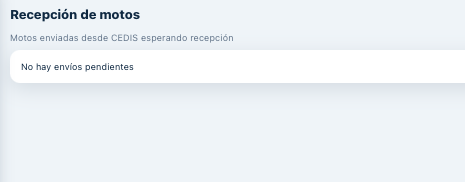 Recepción de motos
Motos enviadas desde CEDIS esperando recepción
No hay envíos pendientes